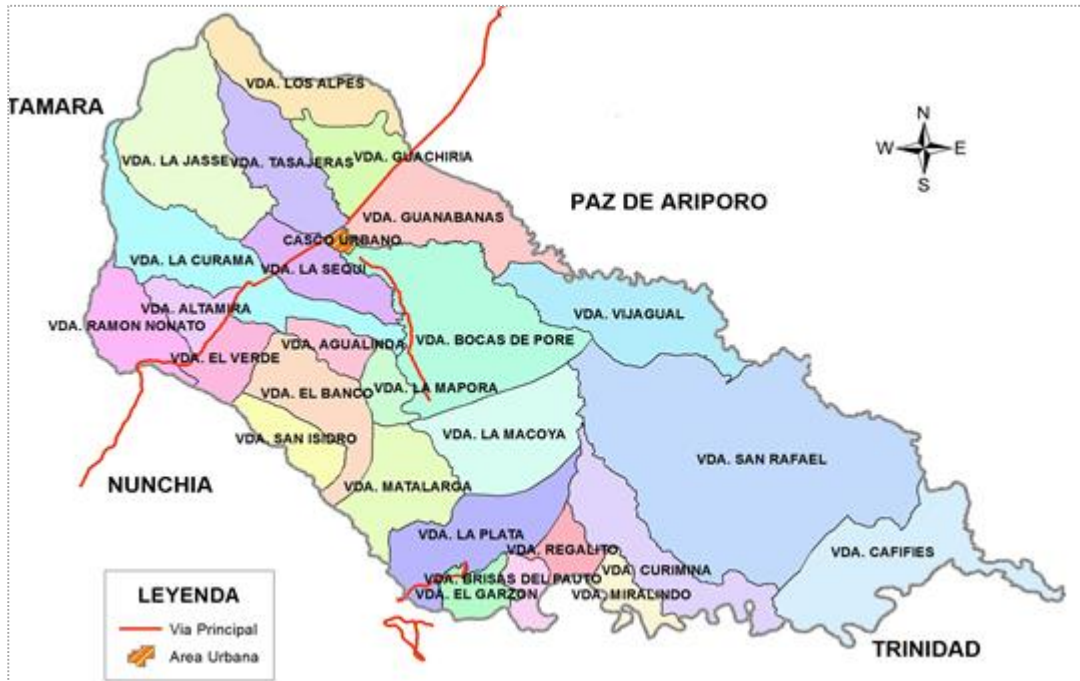 VDA. LOS ALPES
TAMARA
N
W E
S
VDA. LA JASSE
VDA. TASAJERAS
VDA. GUACHIRIA
PAZ DE ARIPORO
VDA. GUANABANAS
CASCO URBANO
VDA. LA CURAMA
VDA. LA SEQUI
VDA. ALTAMIRA
VDA. VIJAGUAL
VDA. RAMON NONATO
VDA. AGUALINDA
VDA. BOCAS DE PORE
VDA. EL VERDE
VDA. EL BANCO
VDA. LA MAPORA
VDA. SAN ISIDRO
VDA. LA MACOYA
VDA. SAN RAFAEL
NUNCHIA
VDA. MATALARGA
VDA. LA PLATA
VDA. REGALITO
VDA. CAFIFIES
VDA. BRISAS DEL PAUTO
VDA. CURIMINA
VDA. EL GARZON
VDA. MIRALINDO
TRINIDAD
LEYENDA
Via Principal
Area Urbana